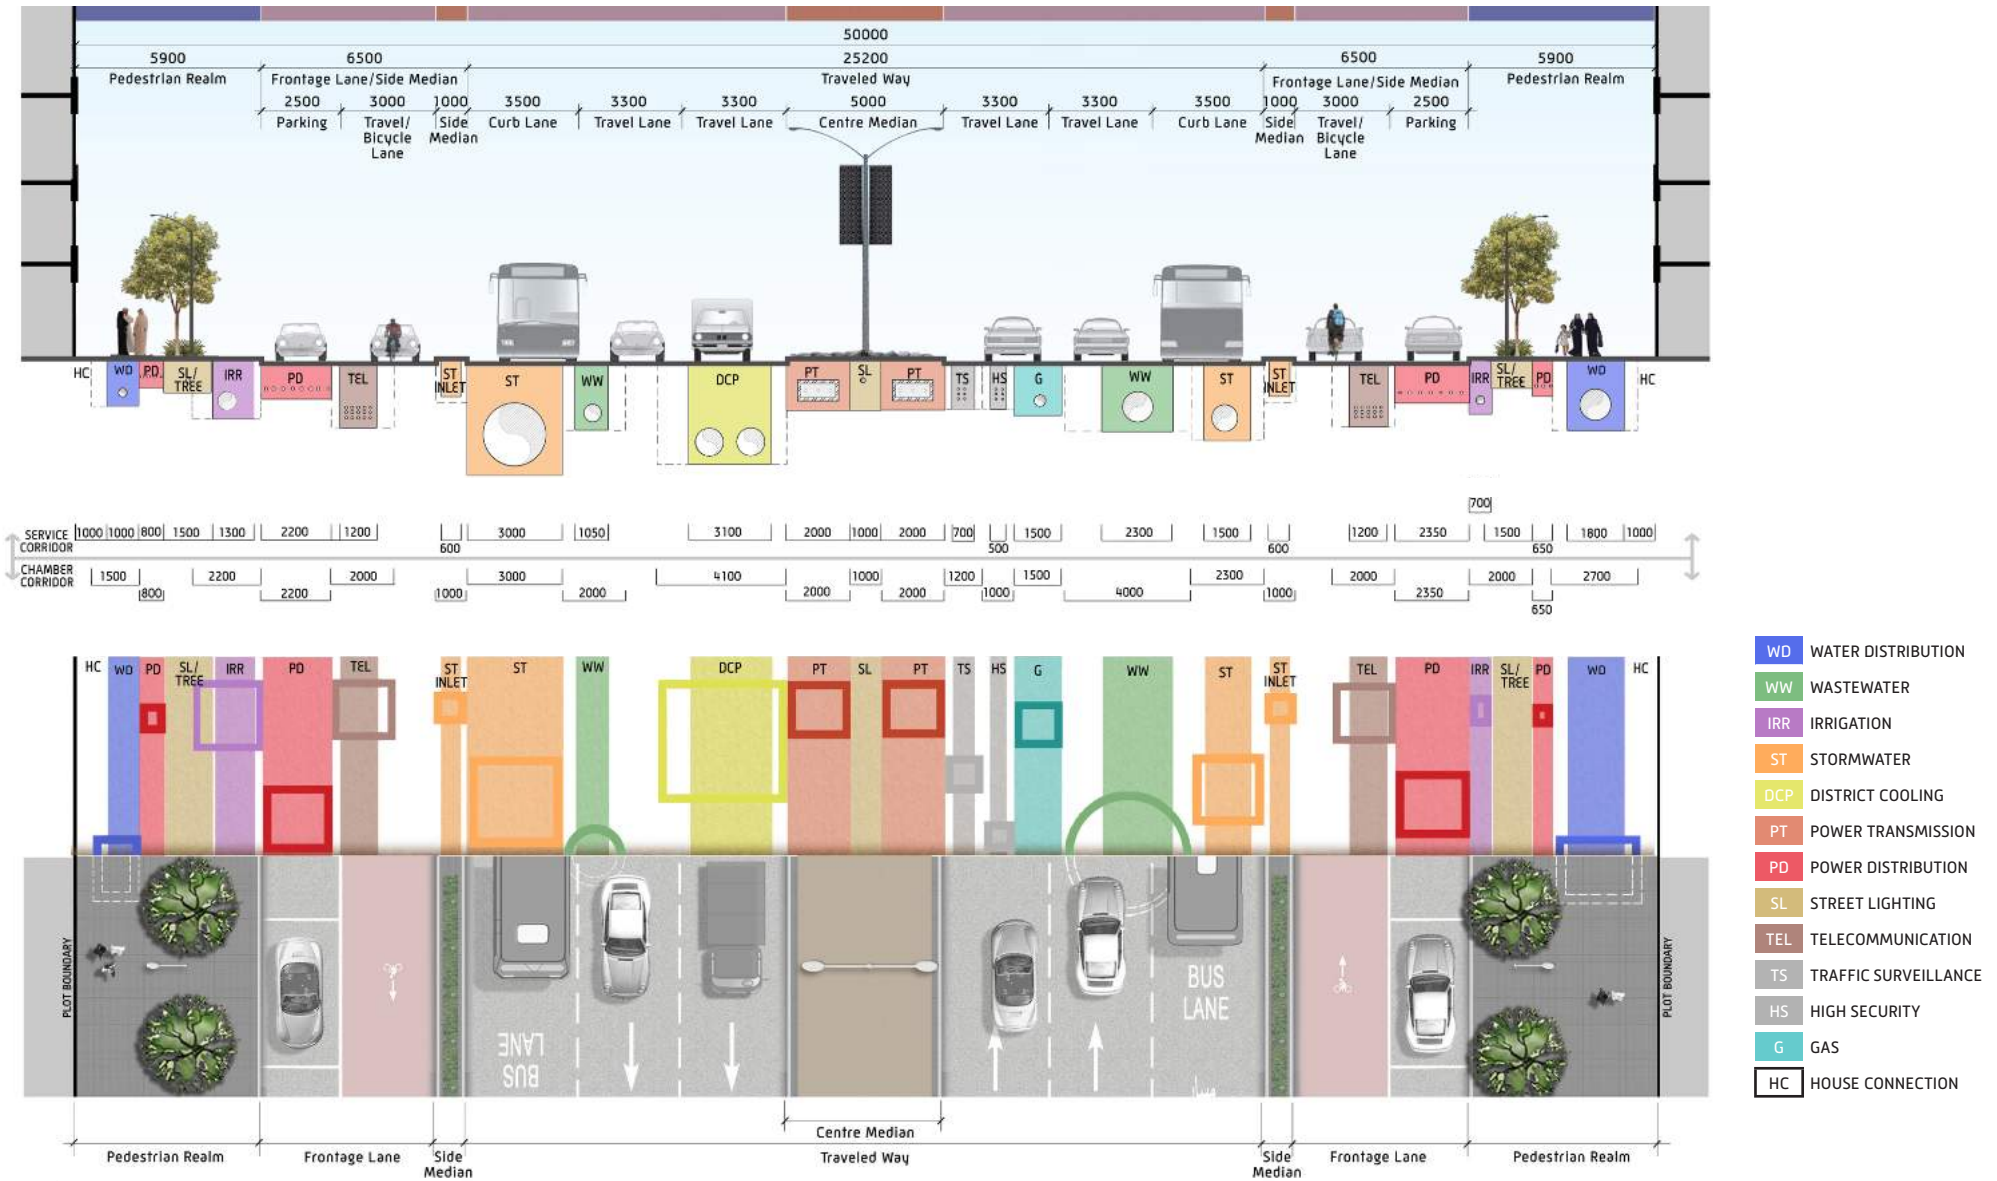 50000
5900 6500 25200 6500 5900
Pedestrian Realm Frontage Lane/Side Median Traveled Way Frontage Lane/Side Median Pedestrian Realm
2500 3000 1000 3500 3300 3300 5000 3300 3300 3500 1000 3000 2500
Parking Travel/ Side Curb Lane Travel Lane Travel Lane Centre Median Travel Lane Travel Lane Curb Lane Side Travel/ Parking
Bicycle Median Median Bicycle
Lane Lane
HC WD PD SL/ IRR PD TEL ST ST WW DCP PT SL PT TS HS G WW ST ST TEL PD IRR SL/ PD WD HC
TREE INLET INLET TREE
700
SERVICE 1000 1000 800 1500 1300 2200 1200 3000 1050 3100 2000 1000 2000 700 1500 2300 1500 1200 2350 1500 1800 1000
CORRIDOR 600 500 600 650
CHAMBER 1500 2200 2000 3000 4100 1000 1200 1500 2300 2000 2000 2700
CORRIDOR 800 2200 1000 2000 2000 2000 1000 4000 1000 2350
650
HC WD PD SL/ IRR PD TEL ST ST WW DCP PT SL PT TS HS G WW ST ST TEL PD IRR SL/ PD WD HC
TREE INLET INLET TREE
WD WATER DISTRIBUTION
WW WASTEWATER
IRR IRRIGATION
ST STORMWATER
DCP DISTRICT COOLING
PT POWER TRANSMISSION
PD POWER DISTRIBUTION
SL STREET LIGHTING
TEL TELECOMMUNICATION
TS TRAFFIC SURVEILLANCE
HS HIGH SECURITY
G GAS
HC HOUSE CONNECTION
PLOT BOUNDARY
BUS
LANE
BUS
LANE
PLOT BOUNDARY
Centre Median
Pedestrian Realm Frontage Lane Side Traveled Way Side Frontage Lane Pedestrian Realm
Median Median